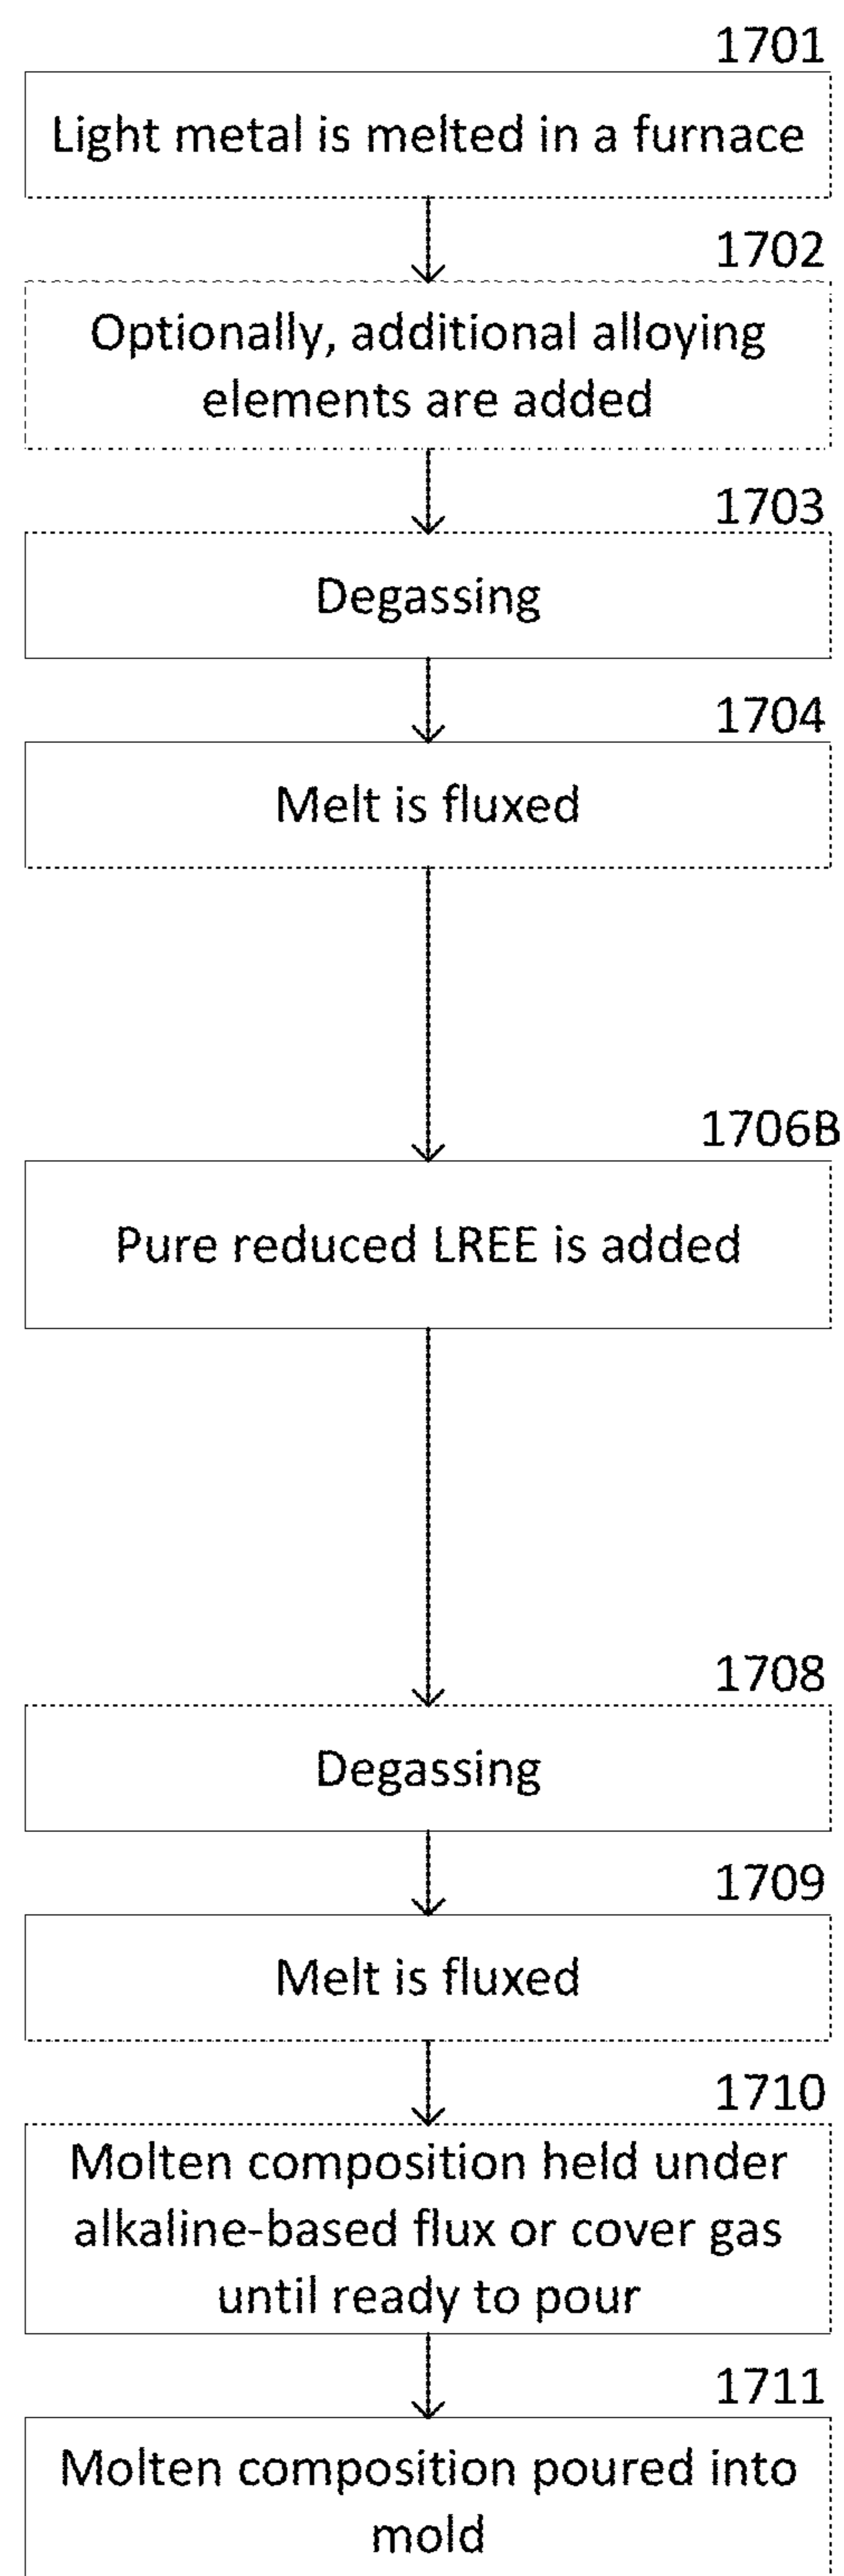 1701
Light metal is melted in a furnace
1702
Optionally, additional alloying
elements are added
1703
Degassing
1704
Melt is fluxed
1706B
Pure reduced LREE is added
1708
Degassing
1709
Melt is fluxed
1710
Molten composition held under
alkaline-based flux or cover gas
until ready to pour
1711
Molten composition poured into
mold